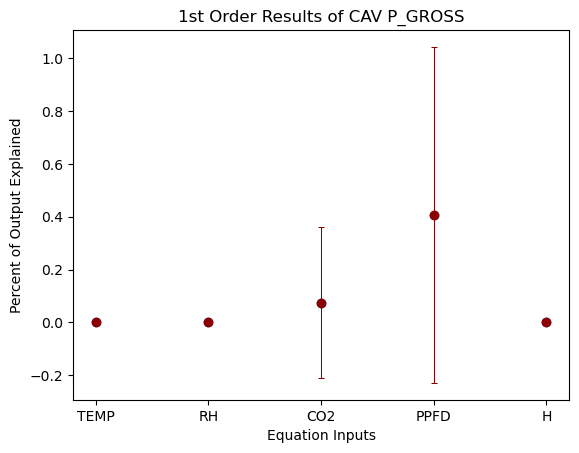 1st Order Results of CAV P_GROSS
Percent of Output Explained
1.0
0.8
0.6
0.4
0.2
0.0
−0.2
TEMP RH CO2 PPFD H
Equation Inputs